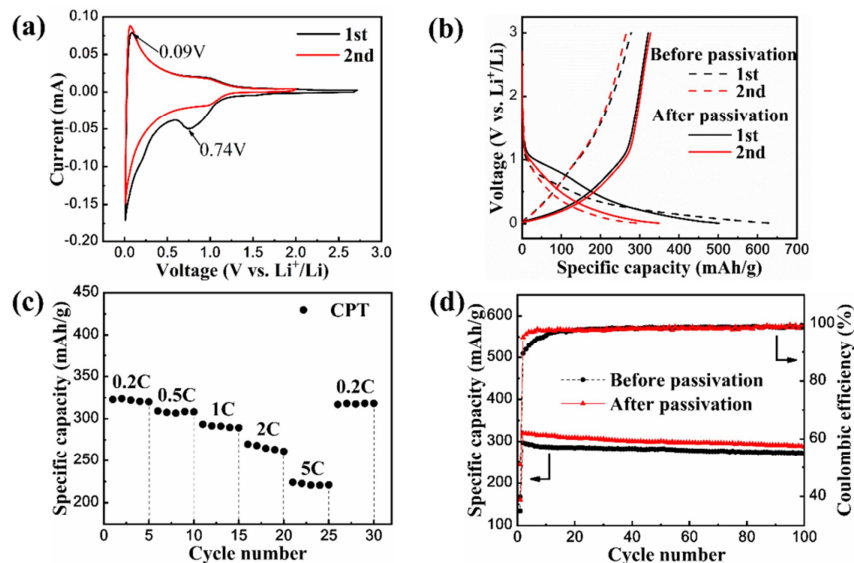 (a)
1st
2nd
0.09V
0.74V
Current (mA)
0.10
0.05
0.00
-0.05
-0.10
-0.15
-0.20
0.0 0.5 1.0 1.5 2.0 2.5 3.0
Voltage (V vs. Li⁺/Li)
(b)
Before passivation
1st
2nd
After passivation
1st
2nd
Voltage (V vs. Li⁺/Li)
3
2
1
0
0 100 200 300 400 500 600 700
Specific capacity (mAh/g)
(c)
CPT
0.2C
0.5C
1C
2C
5C
0.2C
Specific capacity (mAh/g)
450
400
350
300
250
200
0 5 10 15 20 25 30
Cycle number
(d)
Before passivation
After passivation
Specific capacity (mAh/g)
600
500
400
300
200
100
0 20 40 60 80 100
Cycle number
Coulombic efficiency (%)
100
80
60
40